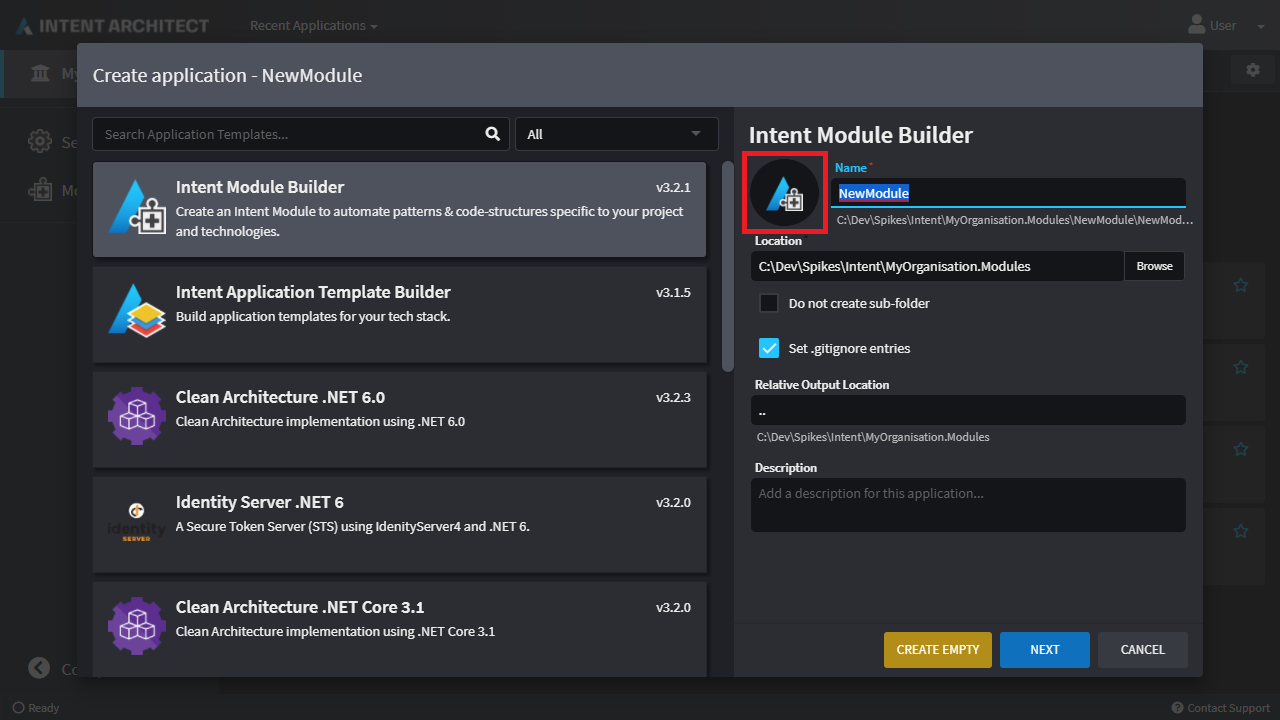 INTENT ARCHITECT
Recent Applications
User
Create application - NewModule
Search Application Templates...
All
Intent Module Builder
v3.2.1
Create an Intent Module to automate patterns & code-structures specific to your project
and technologies.
Intent Application Template Builder
v3.1.5
Build application templates for your tech stack.
Clean Architecture .NET 6.0
v3.2.3
Clean Architecture implementation using .NET 6.0
Identity Server .NET 6
v3.2.0
A Secure Token Server (STS) using IdenityServer4 and .NET 6.
identity
SERVER
Clean Architecture .NET Core 3.1
v3.2.0
Clean Architecture implementation using .NET Core 3.1
Intent Module Builder
Name *
NewModule
C:\Dev\Spikes\Intent\MyOrganisation.Modules\NewModule\NewMod...
Location
C:\Dev\Spikes\Intent\MyOrganisation.Modules
Browse
Do not create sub-folder
Set .gitignore entries
Relative Output Location
..
C:\Dev\Spikes\Intent\MyOrganisation.Modules
Description
Add a description for this application...
CREATE EMPTY
NEXT
CANCEL
Ready
Contact Support